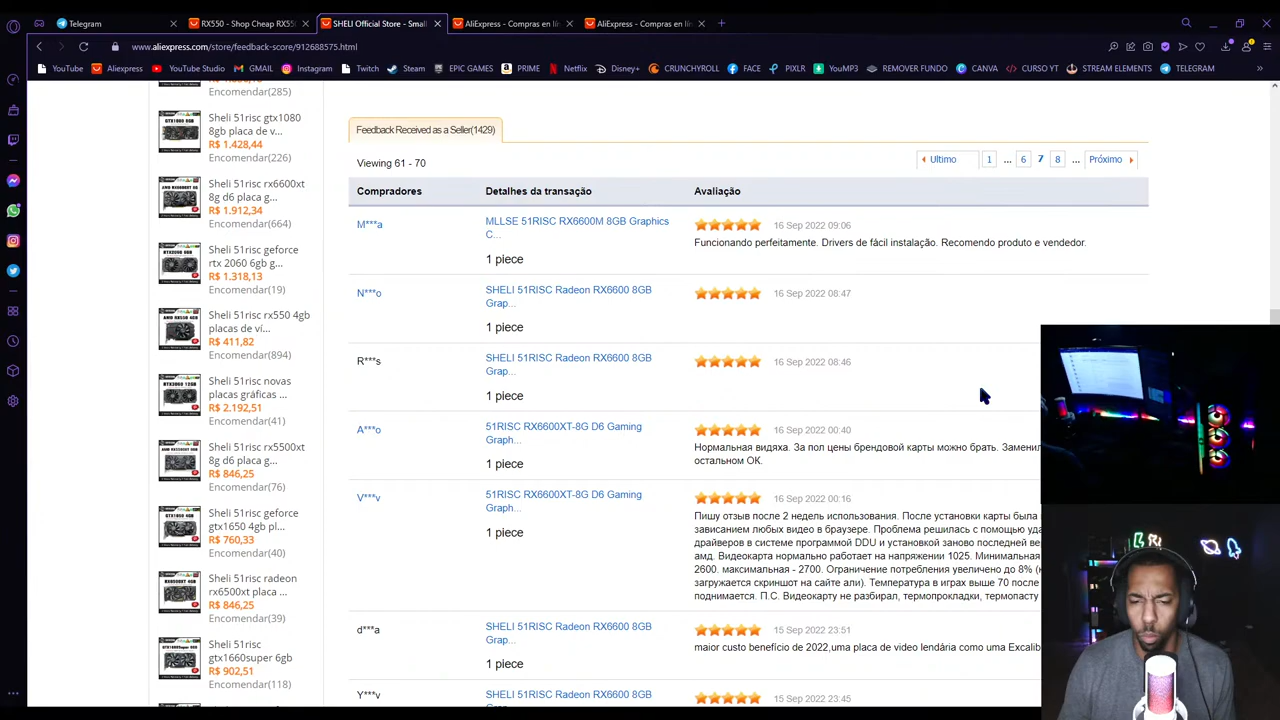 Telegram
RX550 - Shop Cheap RX55
SHELI Official Store - Small
AliExpress - Compras en lín
AliExpress - Compras en lín
www.aliexpress.com/store/feedback-score/912688575.html
YouTube
Aliexpress
YouTube Studio
GMAIL
Instagram
Twitch
Steam
EPIC GAMES
PRIME
Netflix
Disney+
CRUNCHYROLL
FACE
PIXLR
YouMP3
REMOVER FUNDO
CANVA
CURSO YT
STREAM ELEMENTS
TELEGRAM
Encomendar(285)
Sheli 51risc gtx1080
8gb placa de v...
R$ 1.428,44
Encomendar(226)
Sheli 51risc rx6600xt
8g d6 placa g...
R$ 1.912,34
Encomendar(664)
Sheli 51risc geforce
rtx 2060 6gb g...
R$ 1.318,13
Encomendar(19)
Sheli 51risc rx550 4gb
placas de ví...
R$ 411,82
Encomendar(894)
Sheli 51risc novas
placas gráficas ...
R$ 2.192,51
Encomendar(41)
Sheli 51risc rx5500xt
8g d6 placa g...
R$ 846,25
Encomendar(76)
Sheli 51risc geforce
gtx1650 4gb pl...
R$ 760,33
Encomendar(40)
Sheli 51risc radeon
rx6500xt placa ...
R$ 846,25
Encomendar(39)
Sheli 51risc
gtx1660super 6gb
R$ 902,51
Encomendar(118)
Feedback Received as a Seller(1429)
Viewing 61 - 70
Ultimo 1 ... 6 7 8 ... Próximo
Compradores Detalhes da transação Avaliação
M***a
MLLSE 51RISC RX6600M 8GB Graphics
C...
1 piece
16 Sep 2022 09:06
Funcionando perfeitamente. Drivers de fácil instalação. Recomendo produto e vendedor.
N***o
SHELI 51RISC Radeon RX6600 8GB
Grap...
1 piece
16 Sep 2022 08:47
R***s
SHELI 51RISC Radeon RX6600 8GB
Grap...
1 piece
16 Sep 2022 08:46
A***o
51RISC RX6600XT-8G D6 Gaming
Graph...
1 piece
16 Sep 2022 00:40
Нормальная видяха. За пол цены брендовой карты можно брать. Заменил
остальном ОК.
V***v
51RISC RX6600XT-8G D6 Gaming
Graph...
1 piece
16 Sep 2022 00:16
Пишу отзыв после 2 недель использования. После установки карты была
зависанием любых видео в браузере. Проблема решилась с помощью уда
драйверов в системе программой DDU и установкой заново последней ве
амд. Видеокарта нормально работает на напряжении 1025. Минимальная
2600. максимальная - 2700. Ограничение потребления увеличено до 8% (
загружается скриншот на сайте али). Температура в играх выше 70 после
поднимается. П.С. Видеокарту не разбирал, термопрокладки, термопасту
d***a
SHELI 51RISC Radeon RX6600 8GB
Grap...
1 piece
15 Sep 2022 23:51
maior custo benefício de 2022,uma placa de video lendária como uma Excalib
Y***v
SHELI 51RISC Radeon RX6600 8GB
15 Sep 2022 23:45